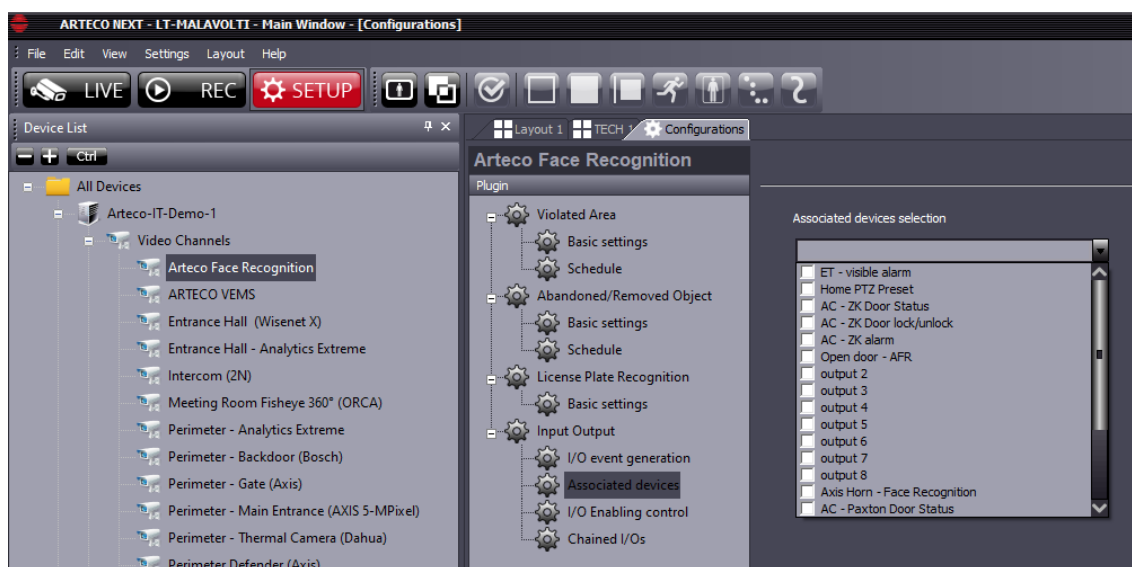 ARTECO NEXT - LT-MALAVOLTI - Main Window - [Configurations]
File Edit View Settings Layout Help
LIVE REC SETUP
Device List
Ctrl
All Devices
Arteco-IT-Demo-1
Video Channels
Arteco Face Recognition
ARTECO VEMS
Entrance Hall (Wisenet X)
Entrance Hall - Analytics Extreme
Intercom (2N)
Meeting Room Fisheye 360° (ORCA)
Perimeter - Analytics Extreme
Perimeter - Backdoor (Bosch)
Perimeter - Gate (Axis)
Perimeter - Main Entrance (AXIS 5-MPixel)
Perimeter - Thermal Camera (Dahua)
Perimeter Defender (Axis)
Layout 1 TECH 1 Configurations
Arteco Face Recognition
Plugin
Violated Area
Basic settings
Schedule
Abandoned/Removed Object
Basic settings
Schedule
License Plate Recognition
Basic settings
Input Output
I/O event generation
Associated devices
I/O Enabling control
Chained I/Os
Associated devices selection
ET - visible alarm
Home PTZ Preset
AC - ZK Door Status
AC - ZK Door lock/unlock
AC - ZK alarm
Open door - AFR
output 2
output 3
output 4
output 5
output 6
output 7
output 8
Axis Horn - Face Recognition
AC - Paxton Door Status